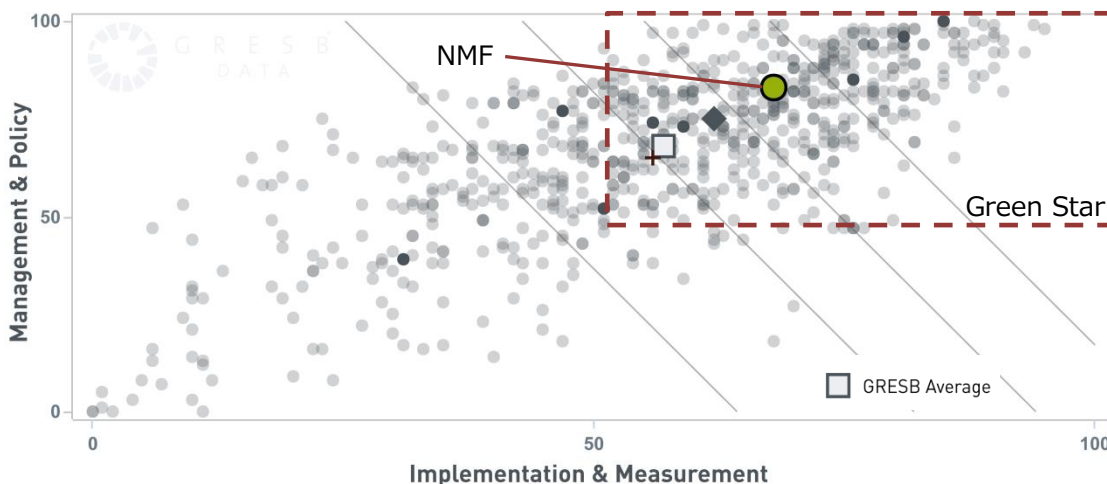 100
GRESB
DATA
NMF
Management & Policy
50
Green Star
GRESB Average
0
0
50
100
Implementation & Measurement